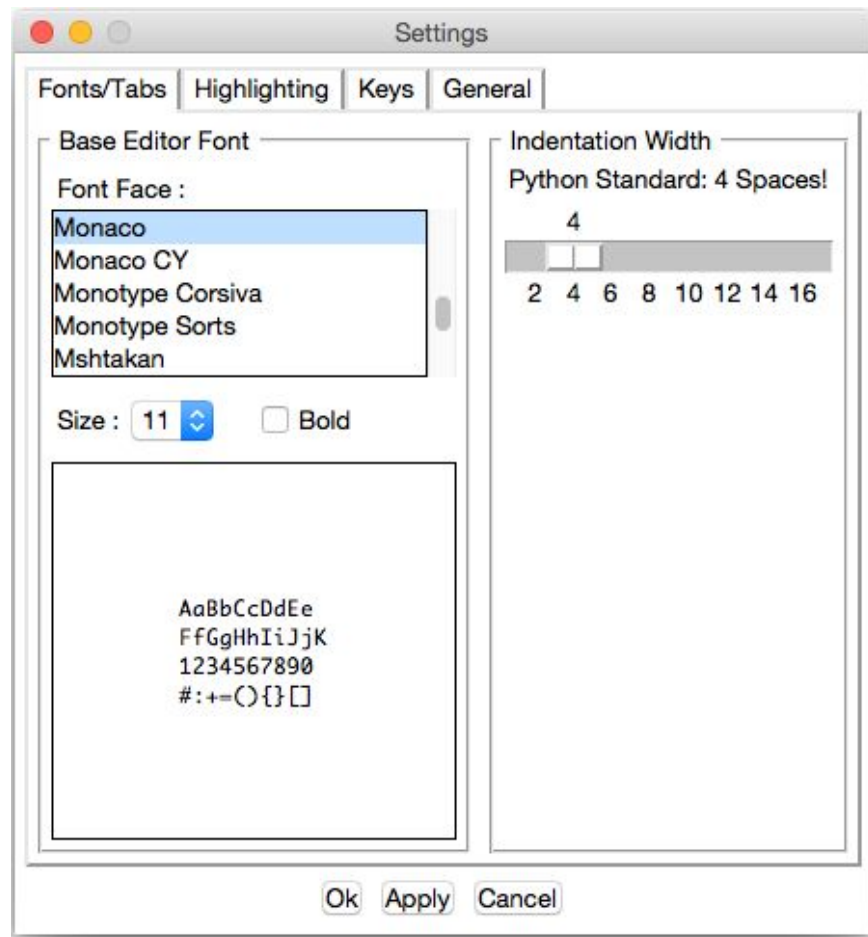 Settings
Fonts/Tabs Highlighting Keys General
Base Editor Font
Font Face :
Monaco
Monaco CY
Monotype Corsiva
Monotype Sorts
Mshtakan
Size : 11 Bold
AaBbCcDdEe
FfGgHhIiJjK
1234567890
#:+=(){}[]
Indentation Width
Python Standard: 4 Spaces!
4
2 4 6 8 10 12 14 16
Ok Apply Cancel